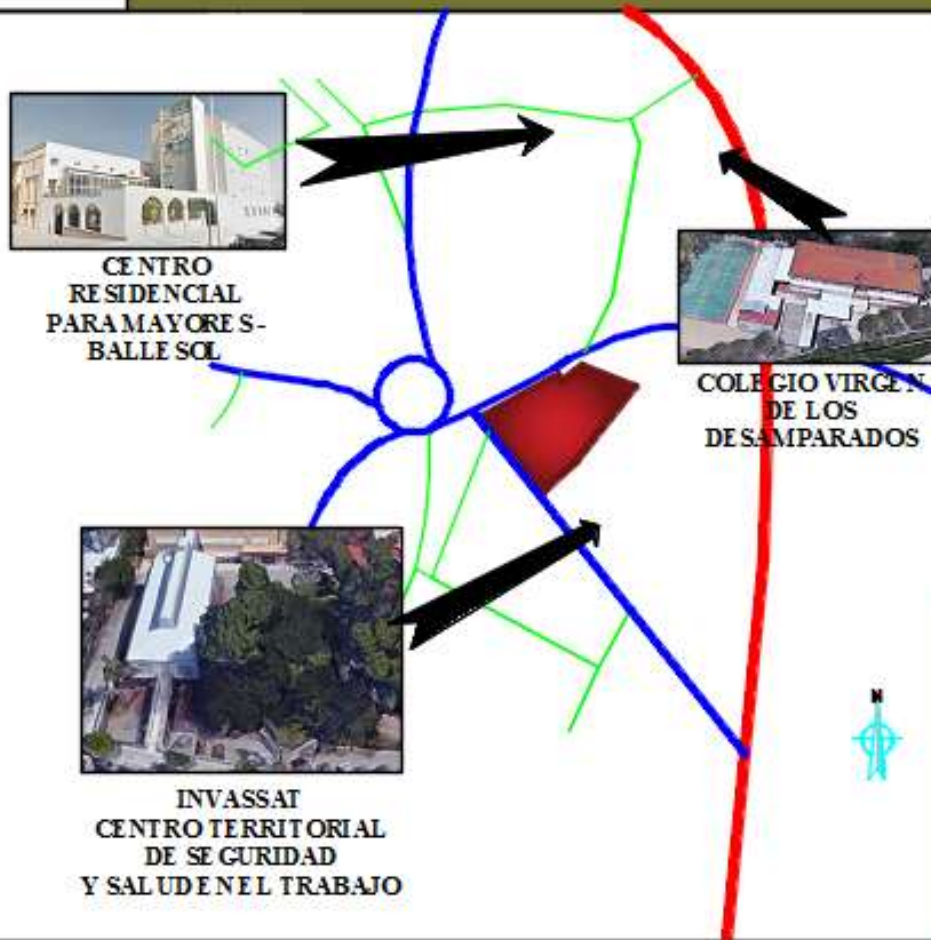 CENTRO
RESIDENCIAL
PARA MAYORES-
BALLESOL
COLEGIO VIRGEN
DE LOS
DESAMPARADOS
INVASSAT
CENTRO TERRITORIAL
DE SEGURIDAD
Y SALUD EN EL TRABAJO
N